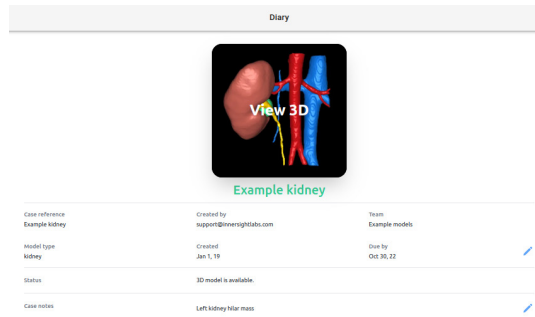 Diary
View 3D
Example kidney
Case reference Created by Team
Example kidney support@innersightlabs.com Example models
Model type Created Due by
kidney Jan 1, 19 Oct 30, 22
Status 3D model is available.
Case notes Left kidney hilar mass